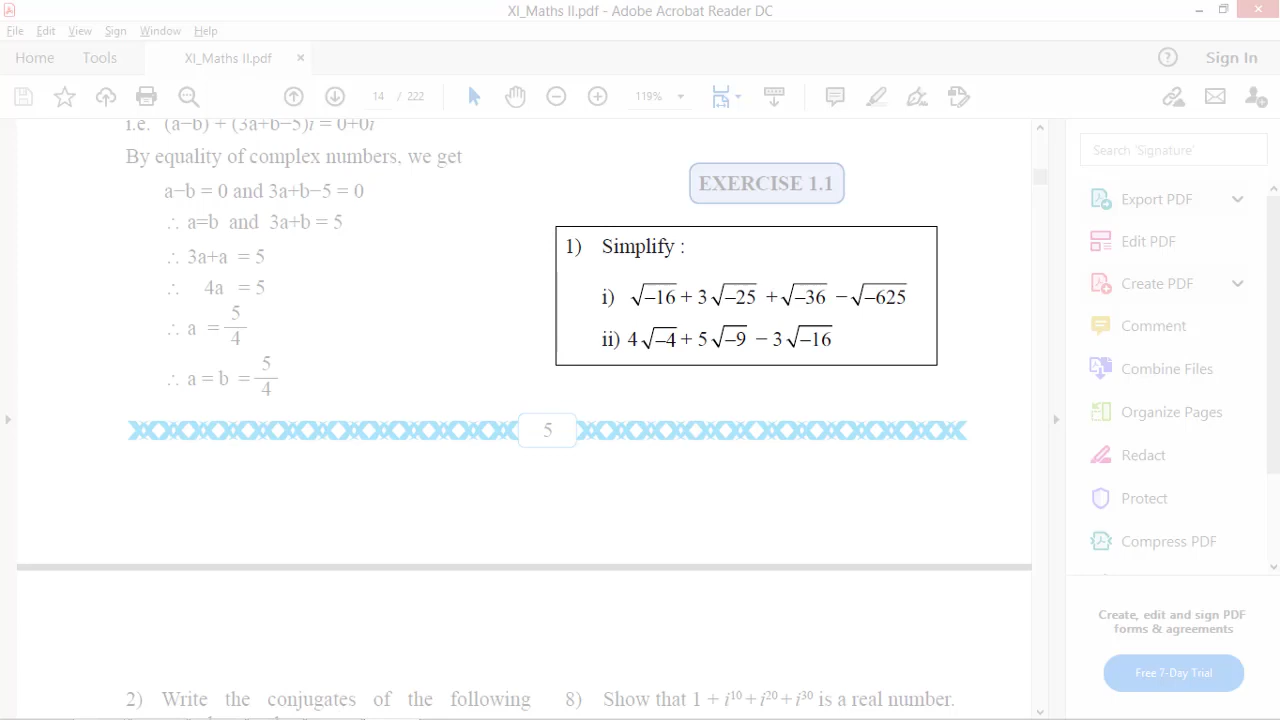 XI_Maths II.pdf - Adobe Acrobat Reader DC
File Edit View Sign Window Help
Home Tools XI_Maths II.pdf × ? Sign In
14 / 222 119%
i.e. (a−b) + (3a+b−5)i = 0+0i
By equality of complex numbers, we get
a−b = 0 and 3a+b−5 = 0
∴ a=b and 3a+b = 5
∴ 3a+a = 5
∴ 4a = 5
∴ a = 5/4
∴ a = b = 5/4
EXERCISE 1.1
1) Simplify :
i) √−16 + 3√−25 + √−36 − √−625
ii) 4√−4 + 5√−9 − 3√−16
5
2) Write the conjugates of the following
8) Show that 1 + i¹⁰ + i²⁰ + i³⁰ is a real number.
Search 'Signature'
Export PDF
Edit PDF
Create PDF
Comment
Combine Files
Organize Pages
Redact
Protect
Compress PDF
Create, edit and sign PDF
forms & agreements
Free 7-Day Trial